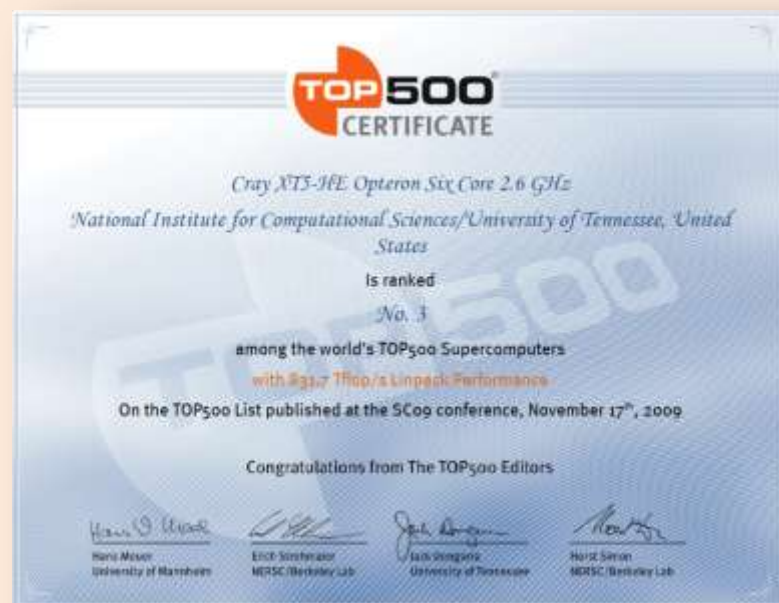 TOP500
CERTIFICATE
Cray XT5-HE Opteron Six Core 2.6 GHz
National Institute for Computational Sciences/University of Tennessee, United
States
Is ranked
No. 3
among the world's TOP500 Supercomputers
with 831.7 Tflop/s Linpack Performance
On the TOP500 List published at the SC09 conference, November 17th, 2009
Congratulations from The TOP500 Editors
Hans Meuer
University of Mannheim
Erich Strohmaier
NERSC/Berkeley Lab
Jack Dongarra
University of Tennessee
Horst Simon
NERSC/Berkeley Lab
TOP500